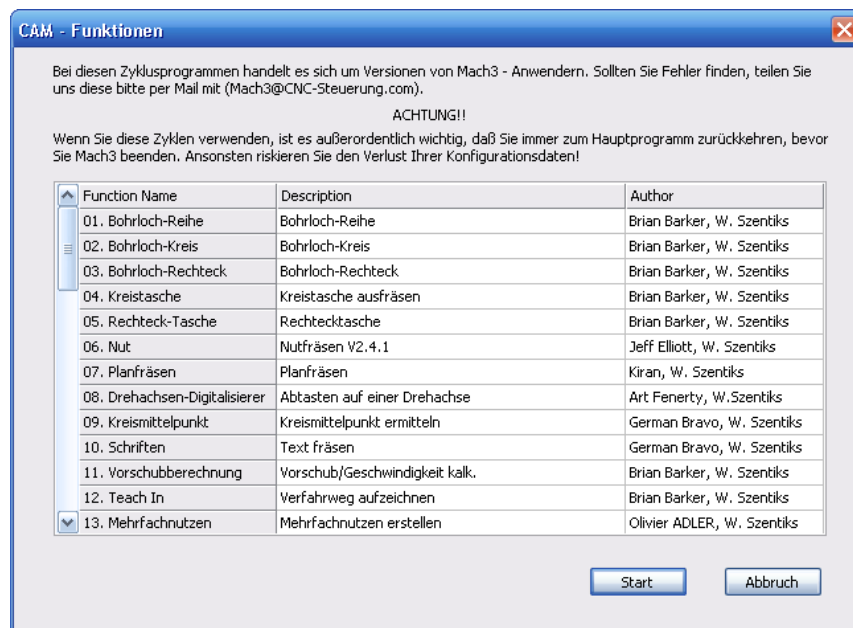 CAM - Funktionen
Bei diesen Zyklusprogrammen handelt es sich um Versionen von Mach3 - Anwendern. Sollten Sie Fehler finden, teilen Sie
uns diese bitte per Mail mit (Mach3@CNC-Steuerung.com).
ACHTUNG!!
Wenn Sie diese Zyklen verwenden, ist es außerordentlich wichtig, daß Sie immer zum Hauptprogramm zurückkehren, bevor
Sie Mach3 beenden. Ansonsten riskieren Sie den Verlust Ihrer Konfigurationsdaten!
Function Name Description Author
01. Bohrloch-Reihe Bohrloch-Reihe Brian Barker, W. Szentiks
02. Bohrloch-Kreis Bohrloch-Kreis Brian Barker, W. Szentiks
03. Bohrloch-Rechteck Bohrloch-Rechteck Brian Barker, W. Szentiks
04. Kreistasche Kreistasche ausfräsen Brian Barker, W. Szentiks
05. Rechteck-Tasche Rechtecktasche Brian Barker, W. Szentiks
06. Nut Nutfräsen V2.4.1 Jeff Elliott, W. Szentiks
07. Planfräsen Planfräsen Kiran, W. Szentiks
08. Drehachsen-Digitalisierer Abtasten auf einer Drehachse Art Fenerty, W.Szentiks
09. Kreismittelpunkt Kreismittelpunkt ermitteln German Bravo, W. Szentiks
10. Schriften Text fräsen German Bravo, W. Szentiks
11. Vorschubberechnung Vorschub/Geschwindigkeit kalk. Brian Barker, W. Szentiks
12. Teach In Verfahrweg aufzeichnen Brian Barker, W. Szentiks
13. Mehrfachnutzen Mehrfachnutzen erstellen Olivier ADLER, W. Szentiks
Start Abbruch